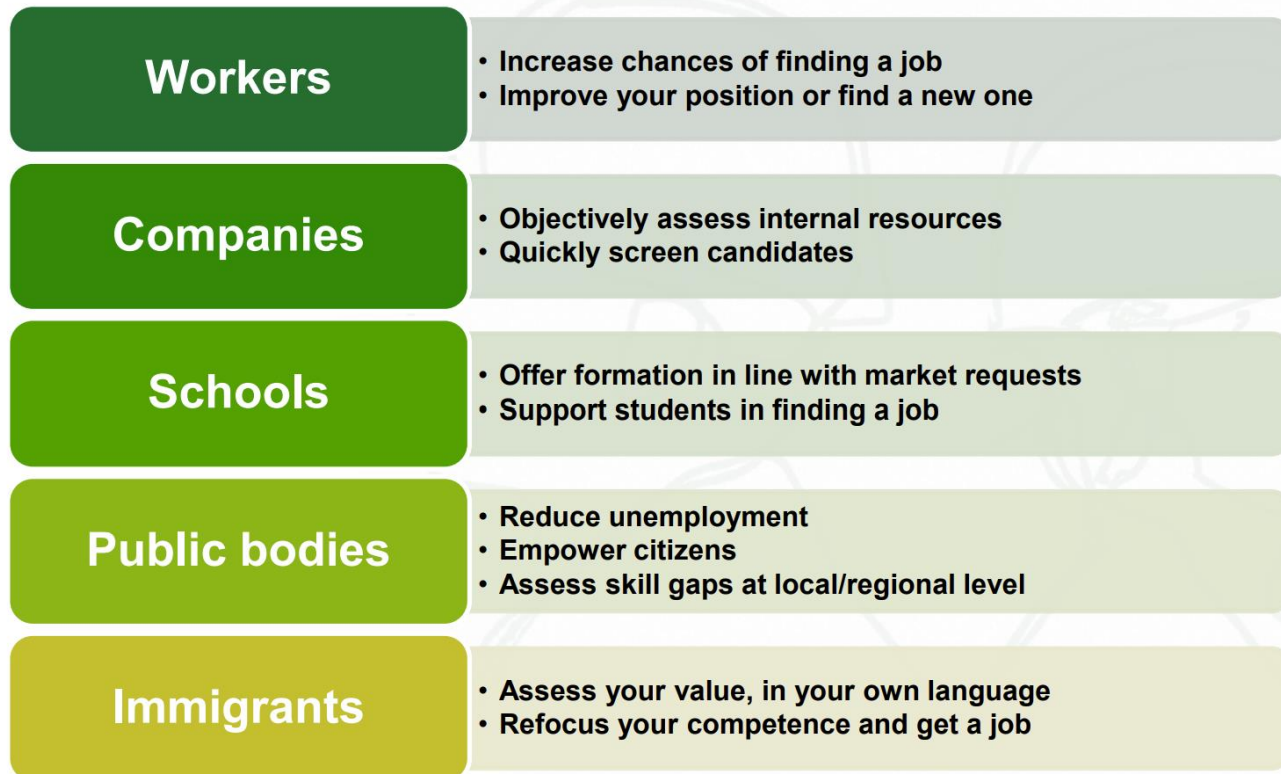 Workers
• Increase chances of finding a job
• Improve your position or find a new one
Companies
• Objectively assess internal resources
• Quickly screen candidates
Schools
• Offer formation in line with market requests
• Support students in finding a job
Public bodies
• Reduce unemployment
• Empower citizens
• Assess skill gaps at local/regional level
Immigrants
• Assess your value, in your own language
• Refocus your competence and get a job